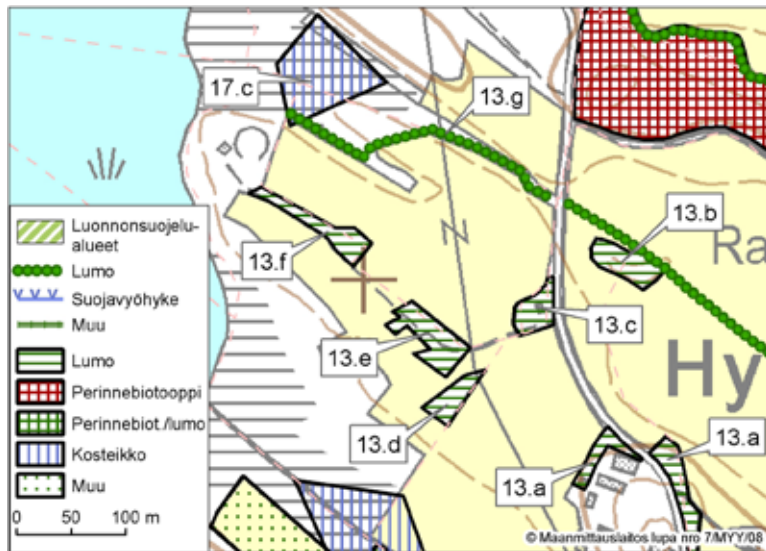 17.c
13.g
13.b
Ra
13.f
13.c
13.e
Hy
13.d
13.a
13.a
Luonnonsuojelu-
alueet
Lumo
Suojavyöhyke
Muu
Lumo
Perinnebiotooppi
Perinnebiot./lumo
Kosteikko
Muu
0 50 100 m
© Maanmittauslaitos lupa nro 7/MYY/08